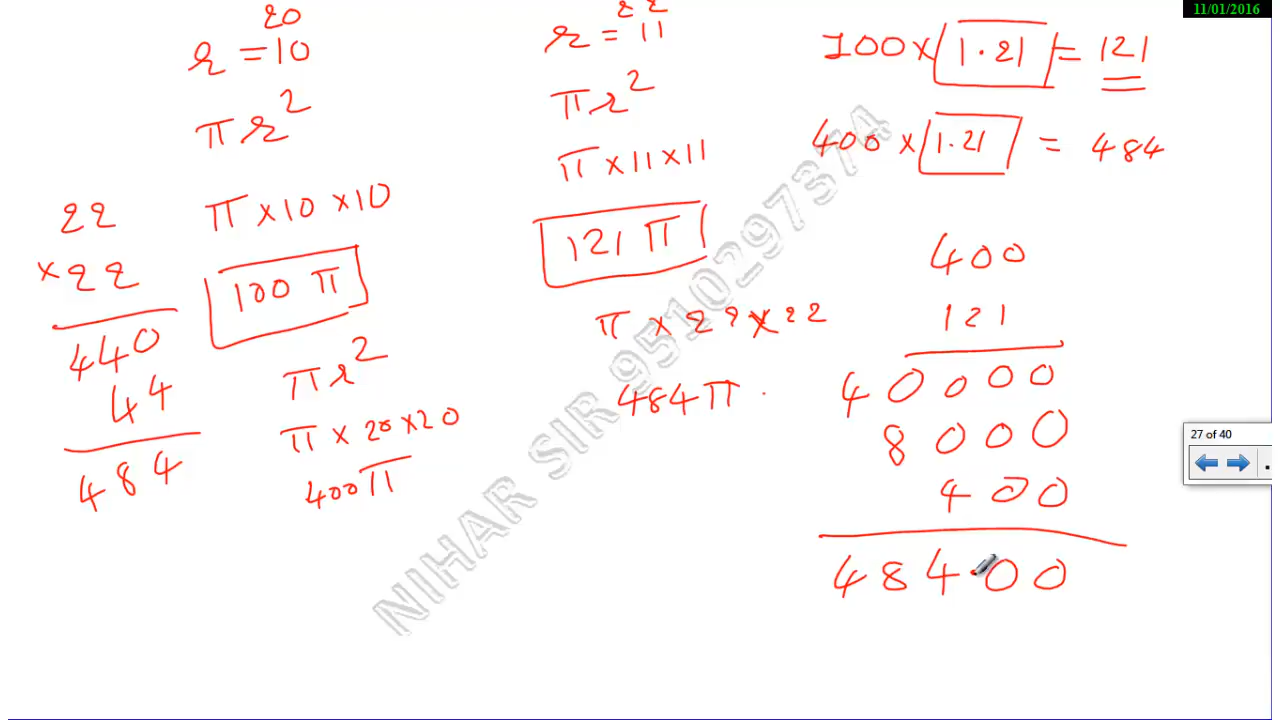 11/01/2016
20
r = 10
πr²
π × 10 × 10
100 π
πr²
π × 20 × 20
400π
22
× 22
440
44
484
22
r = 11
πr²
π × 11 × 11
121 π
π × 22 × 22
484π.
100 × 1.21 = 121
400 × 1.21 = 484
400
121
40000
8000
400
484.00
27 of 40
NIHAR SIR 9510297374